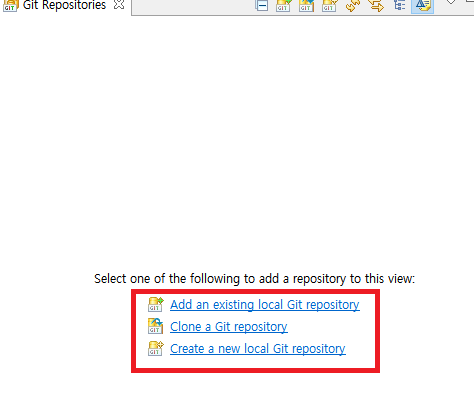 Git Repositories
Select one of the following to add a repository to this view:
Add an existing local Git repository
Clone a Git repository
Create a new local Git repository